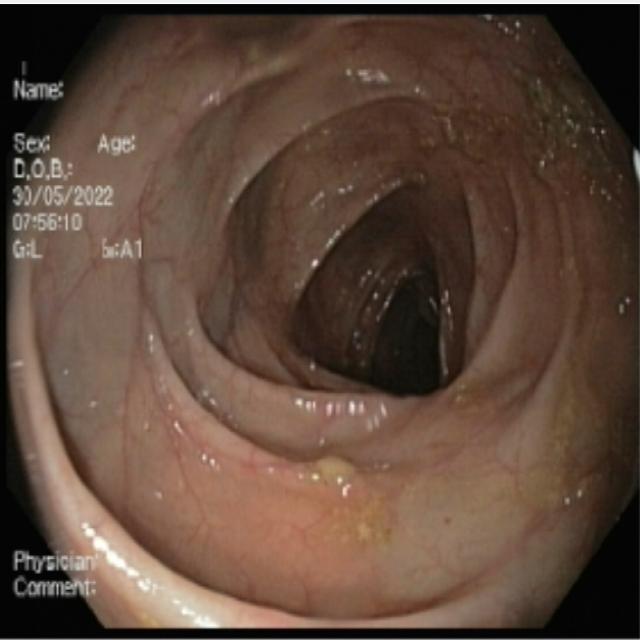 Name:
Sex: Age:
D.O.B.:
30/05/2022
07:56:10
G:L A1
Physician:
Comment: